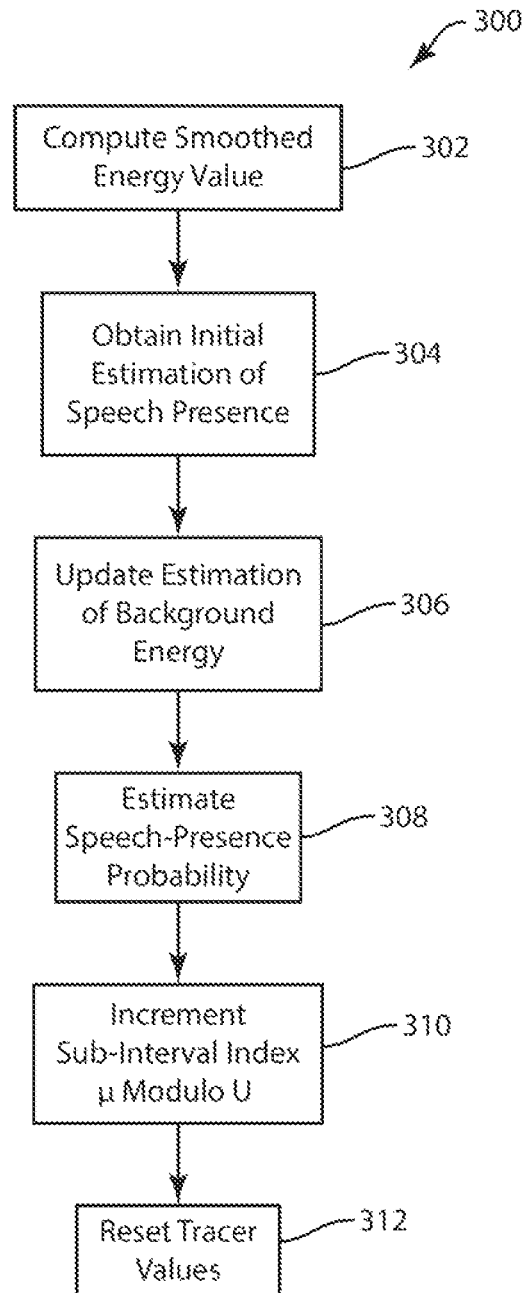 300
Compute Smoothed
Energy Value
302
Obtain Initial
Estimation of
Speech Presence
304
Update Estimation
of Background
Energy
306
Estimate
Speech-Presence
Probability
308
Increment
Sub-Interval Index
μ Modulo U
310
Reset Tracer
Values
312